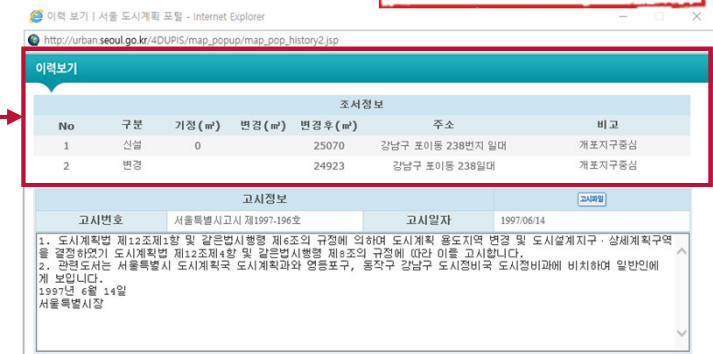 이력 보기 | 서울 도시계획 포털 - Internet Explorer
http://urban.seoul.go.kr/4DUPIS/map_popup/map_pop_history2.jsp
이력보기
조서정보
No 구분 기정(㎡) 변경(㎡) 변경후(㎡) 주소 비고
1 신설 0 25070 강남구 포이동 238번지 일대 개포지구중심
2 변경 24923 강남구 포이동 238일대 개포지구중심
고시정보 고시파일
고시번호 서울특별시고시 제1997-196호 고시일자 1997/06/14
1. 도시계획법 제12조제1항 및 같은법시행령 제6조의 규정에 의하여 도시계획 용도지역 변경 및 도시설계지구·상세계획구역
을 결정하였기 도시계획법 제12조제4항 및 같은법시행령 제8조의 규정에 따라 이를 고시합니다.
2. 관련도서는 서울특별시 도시계획국 도시계획과와 영등포구, 동작구 강남구 도시정비국 도시정비과에 비치하여 일반인에
게 보입니다.
1997년 6월 14일
서울특별시장